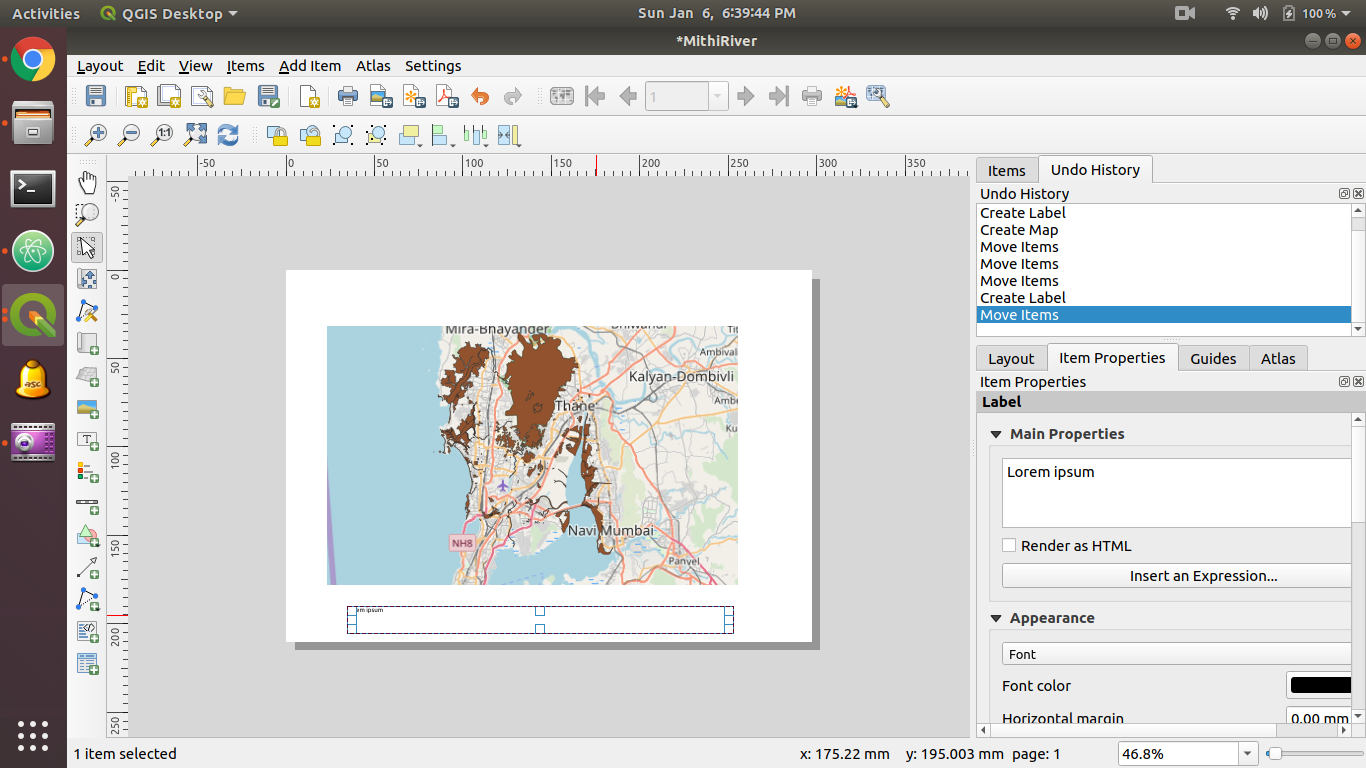 Activities QGIS Desktop Sun Jan 6, 6:39:44 PM 100%
*MithiRiver
Layout Edit View Items Add Item Atlas Settings
1
1:1
-50 0 50 100 150 200 250 300 350
Items Undo History
Undo History
Create Label
Create Map
Move Items
Move Items
Move Items
Create Label
Move Items
-50
0
50
100
150
200
250
Mira-Bhayander
Ambival
Kalyan-Dombivli
Thane
Navi Mumbai
NH8
Panvel
em ipsum
Layout Item Properties Guides Atlas
Item Properties
Label
Main Properties
Lorem ipsum
Render as HTML
Insert an Expression...
Appearance
Font
Font color
Horizontal margin 0.00 mm
asc
1 item selected x: 175.22 mm y: 195.003 mm page: 1 46.8%